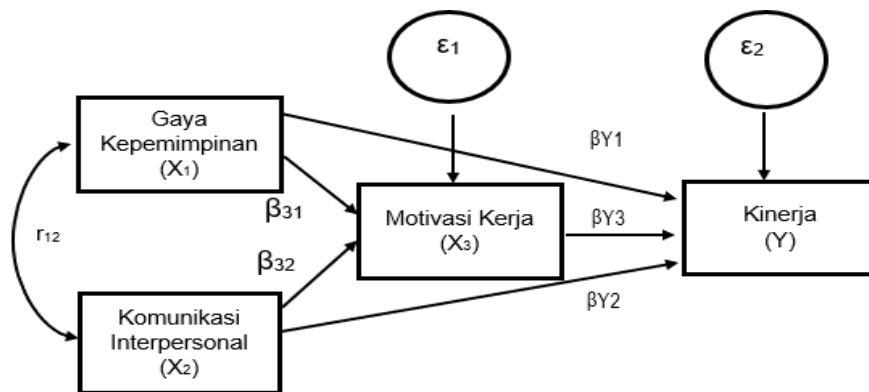 ε₁
ε₂
Gaya
Kepemimpinan
(X₁)
βY1
β₃₁
Motivasi Kerja
(X₃)
βY3
Kinerja
(Y)
r₁₂
β₃₂
βY2
Komunikasi
Interpersonal
(X₂)